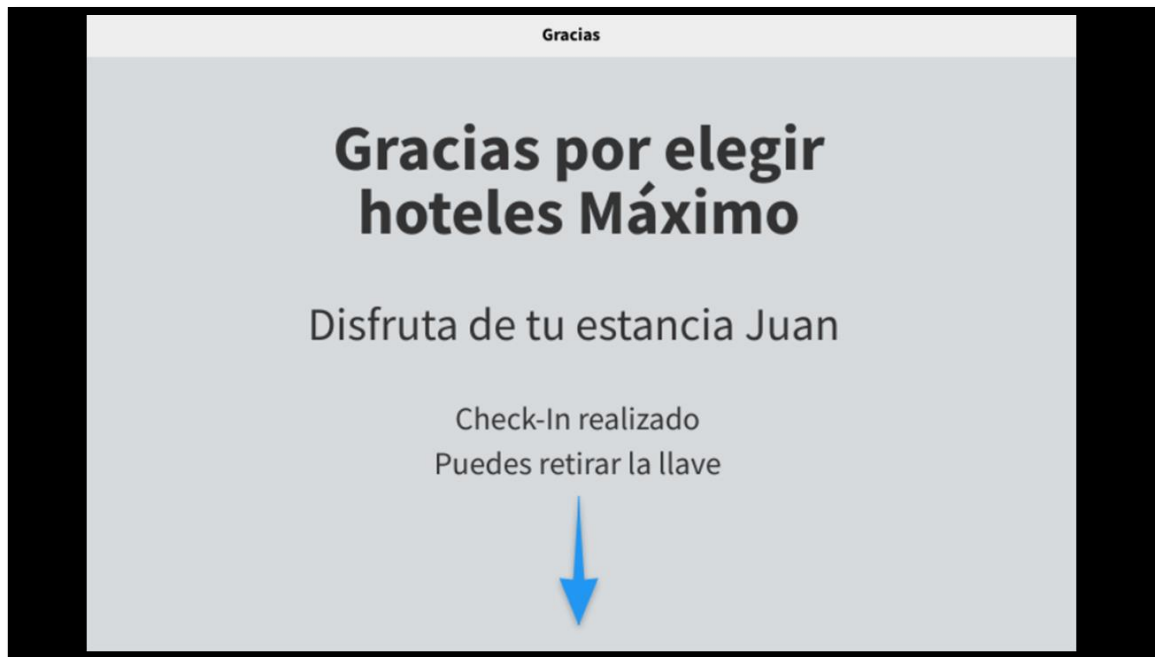 Gracias
Gracias por elegir
hoteles Máximo
Disfruta de tu estancia Juan
Check-In realizado
Puedes retirar la llave